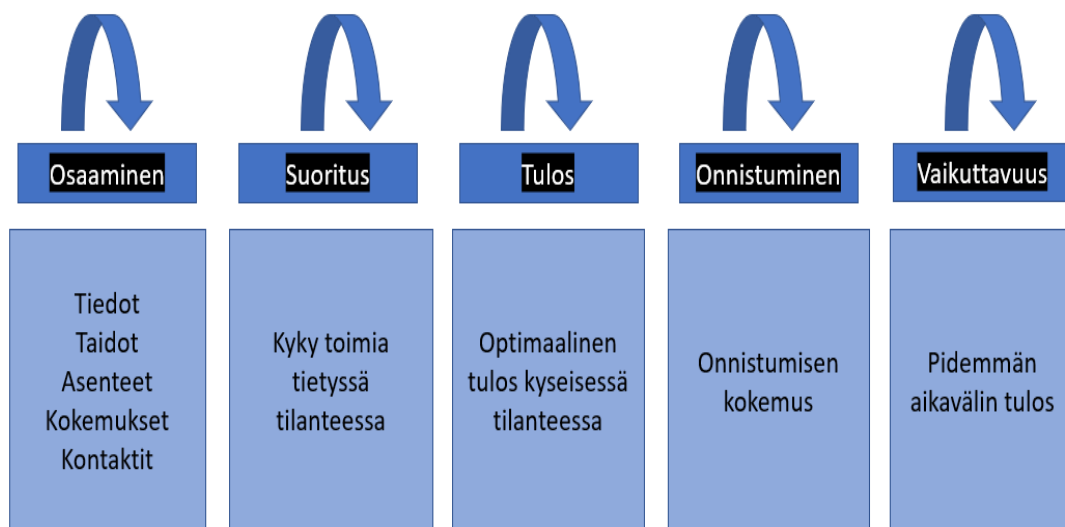 Osaaminen
Suoritus
Tulos
Onnistuminen
Vaikuttavuus
Tiedot
Taidot
Asenteet
Kokemukset
Kontaktit
Kyky toimia
tietyssä
tilanteessa
Optimaalinen
tulos kyseisessä
tilanteessa
Onnistumisen
kokemus
Pidemmän
aikavälin tulos